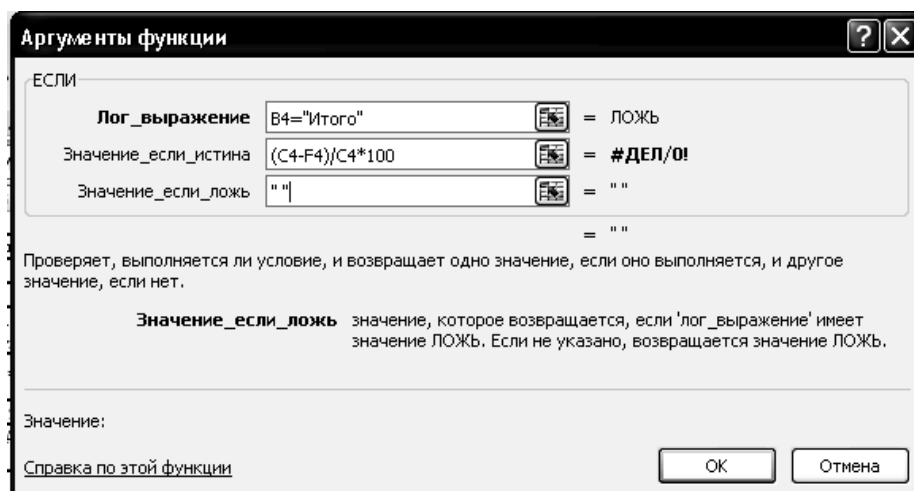 Аргументы функции
ЕСЛИ
Лог_выражение B4="Итого" = ЛОЖЬ
Значение_если_истина (C4-F4)/C4*100 = #ДЕЛ/0!
Значение_если_ложь " " = " "
= " "
Проверяет, выполняется ли условие, и возвращает одно значение, если оно выполняется, и другое
значение, если нет.
Значение_если_ложь значение, которое возвращается, если 'лог_выражение' имеет
значение ЛОЖЬ. Если не указано, возвращается значение ЛОЖЬ.
Значение:
Справка по этой функции ОК Отмена